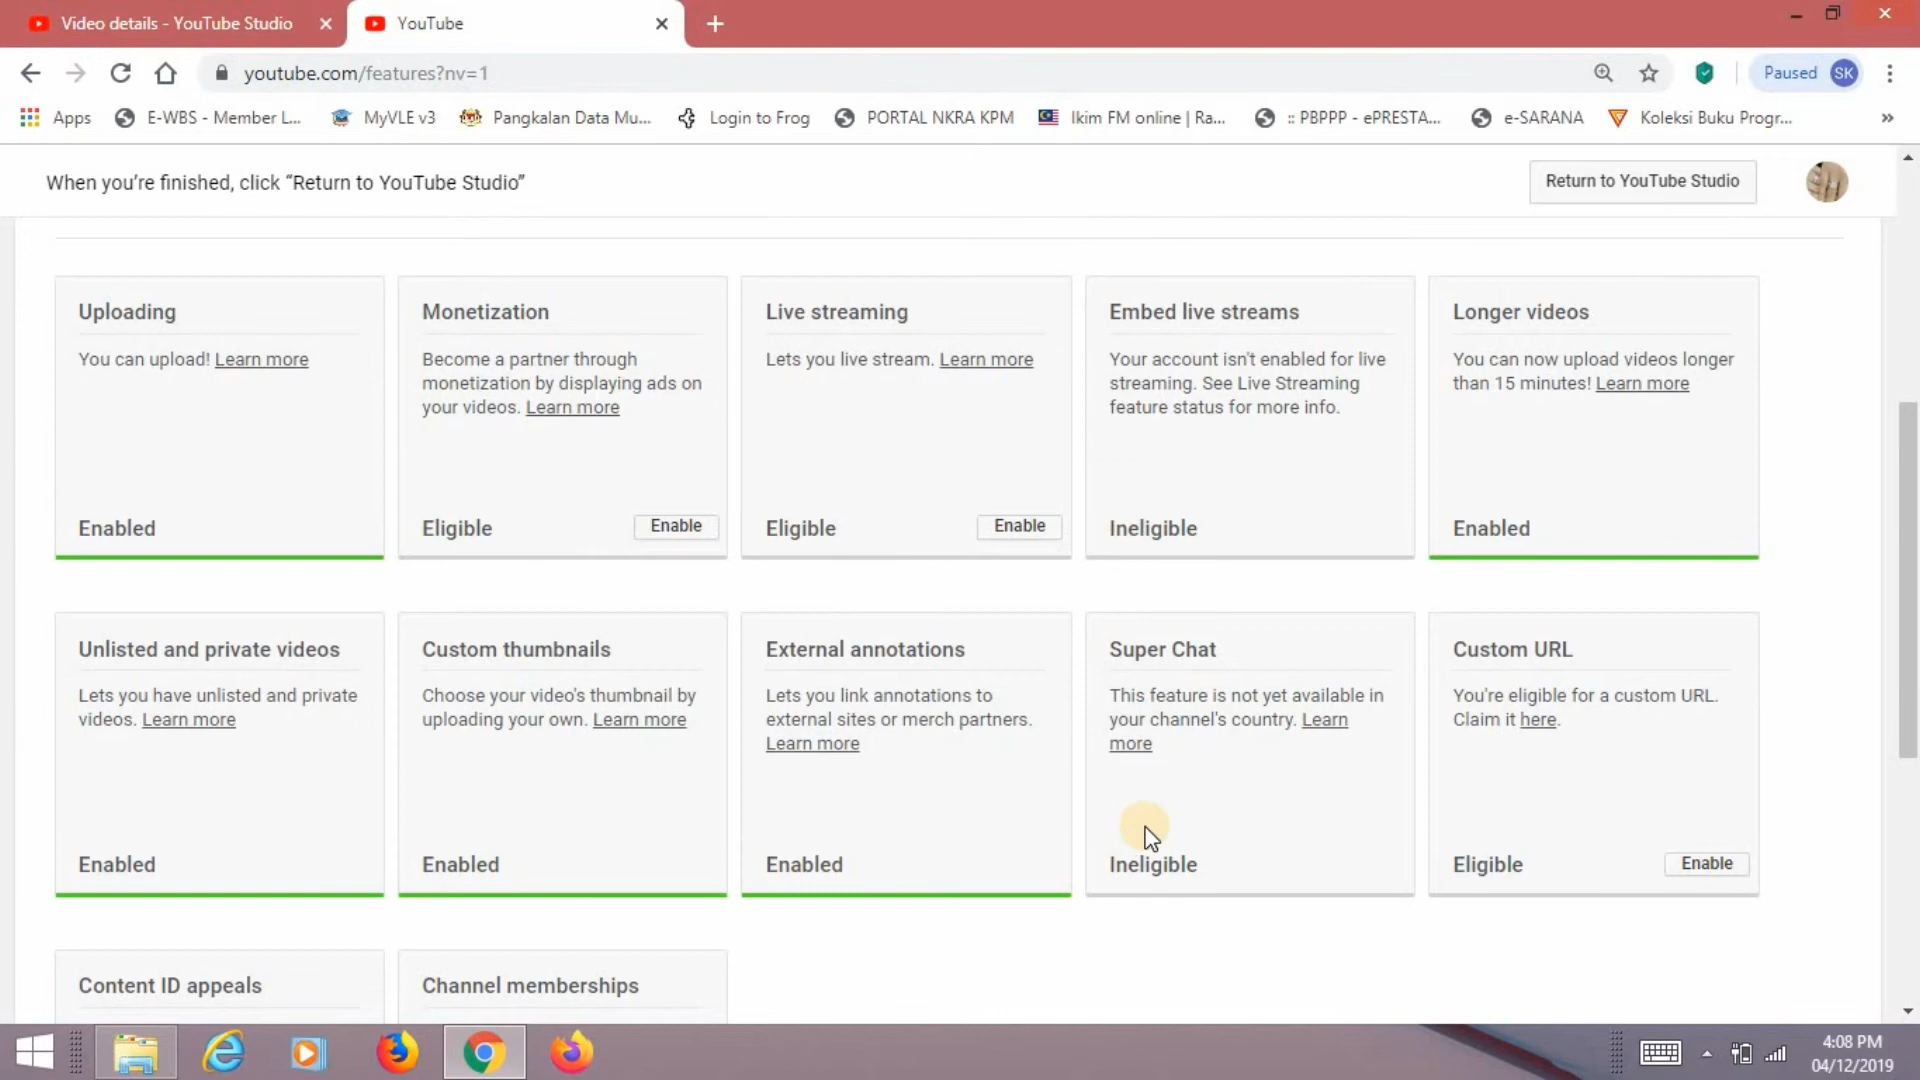 Video details - YouTube Studio
YouTube
youtube.com/features?nv=1
Paused
SK
Apps
E-WBS - Member L...
MyVLE v3
Pangkalan Data Mu...
Login to Frog
PORTAL NKRA KPM
Ikim FM online | Ra...
:: PBPPP - ePRESTA...
e-SARANA
Koleksi Buku Progr...
»
When you’re finished, click “Return to YouTube Studio”
Return to YouTube Studio
Uploading
You can upload! Learn more
Enabled
Monetization
Become a partner through
monetization by displaying ads on
your videos. Learn more
Eligible
Enable
Live streaming
Lets you live stream. Learn more
Eligible
Enable
Embed live streams
Your account isn't enabled for live
streaming. See Live Streaming
feature status for more info.
Ineligible
Longer videos
You can now upload videos longer
than 15 minutes! Learn more
Enabled
Unlisted and private videos
Lets you have unlisted and private
videos. Learn more
Enabled
Custom thumbnails
Choose your video's thumbnail by
uploading your own. Learn more
Enabled
External annotations
Lets you link annotations to
external sites or merch partners.
Learn more
Enabled
Super Chat
This feature is not yet available in
your channel's country. Learn
more
Ineligible
Custom URL
You're eligible for a custom URL.
Claim it here.
Eligible
Enable
Content ID appeals
Channel memberships
4:08 PM
04/12/2019